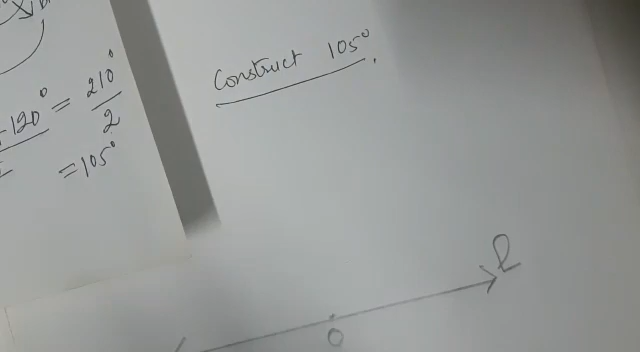 +120° = 210°
2
= 105°
Construct 105°.
l
O